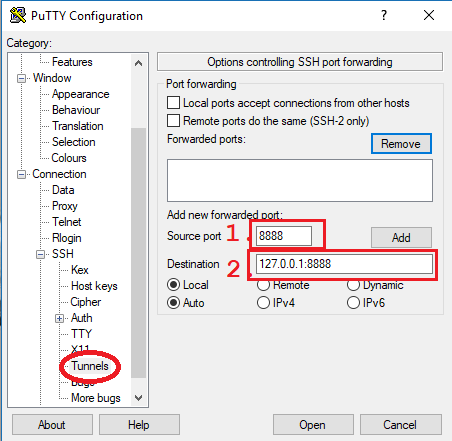 PuTTY Configuration
Category:
Features
Window
Appearance
Behaviour
Translation
Selection
Colours
Connection
Data
Proxy
Telnet
Rlogin
SSH
Kex
Host keys
Cipher
Auth
TTY
X11
Tunnels
Bugs
More bugs
Options controlling SSH port forwarding
Port forwarding
Local ports accept connections from other hosts
Remote ports do the same (SSH-2 only)
Forwarded ports:
Remove
Add new forwarded port:
Source port 1. 8888 Add
Destination 2. 127.0.0.1:8888
Local Remote Dynamic
Auto IPv4 IPv6
About Help Open Cancel